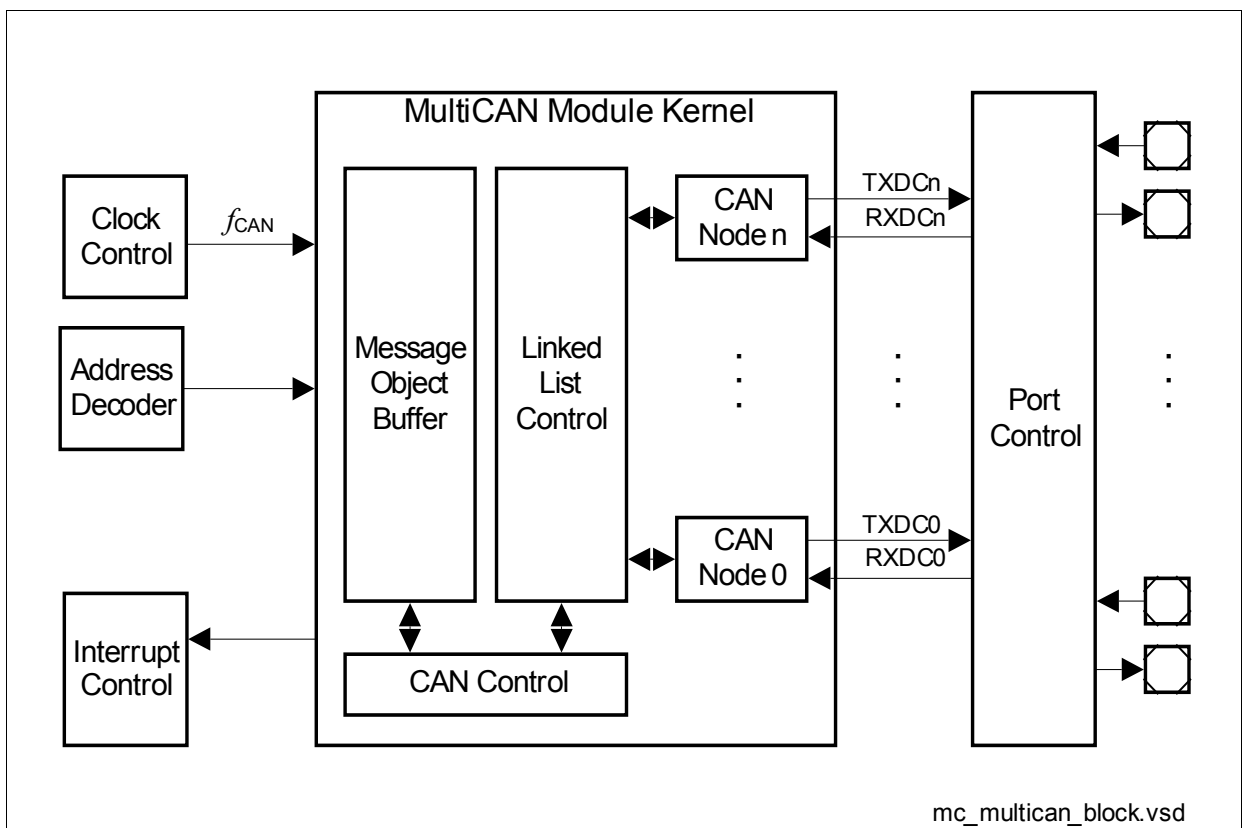 MultiCAN Module Kernel
Clock
Control
fCAN
Address
Decoder
Interrupt
Control
Message
Object
Buffer
Linked
List
Control
CAN Control
CAN
Node n
TXDCn
RXDCn
CAN
Node 0
TXDC0
RXDC0
Port
Control
mc_multican_block.vsd